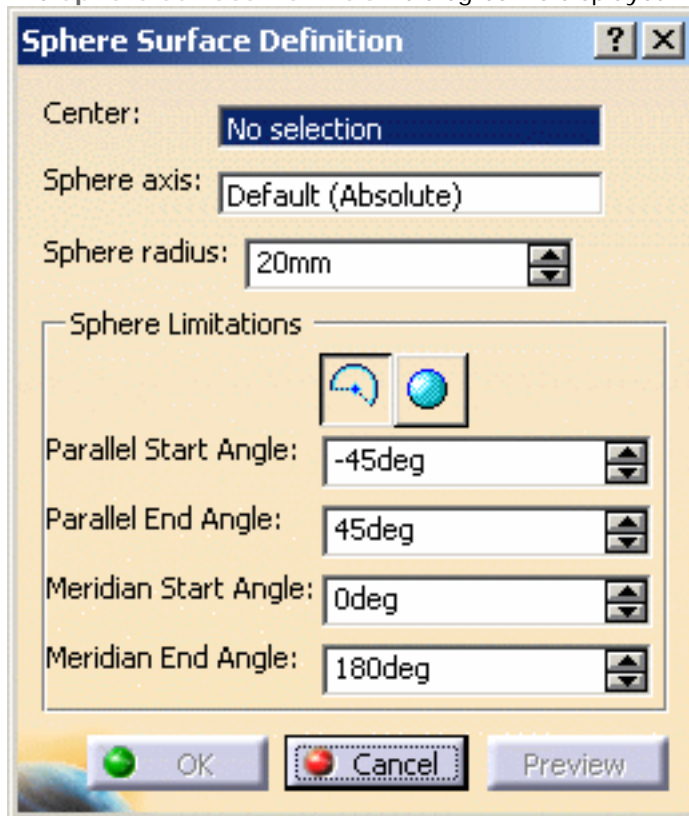 Sphere Surface Definition
Center: No selection
Sphere axis: Default (Absolute)
Sphere radius: 20mm
Sphere Limitations
Parallel Start Angle: -45deg
Parallel End Angle: 45deg
Meridian Start Angle: 0deg
Meridian End Angle: 180deg
OK Cancel Preview